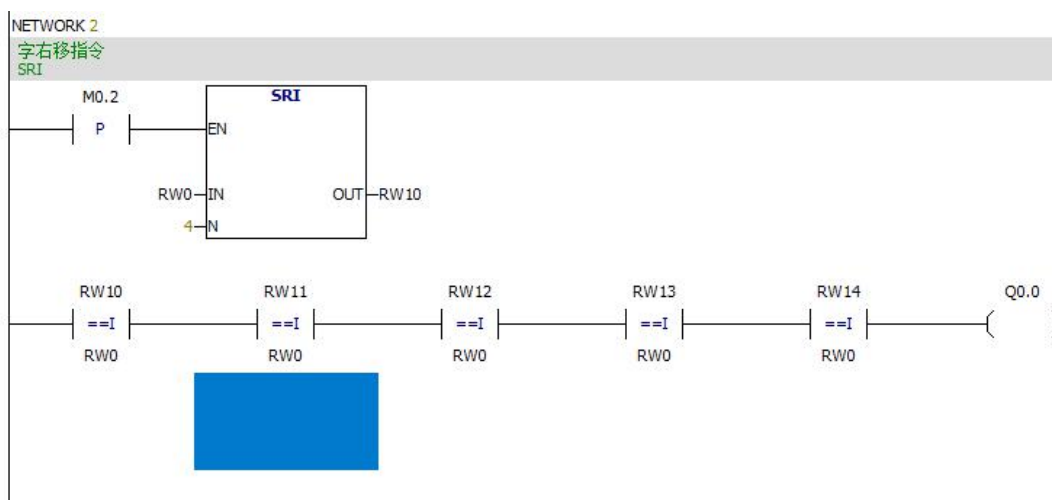 NETWORK 2
字右移指令
SRI
M0.2
SRI
P
EN
RW0 IN OUT RW10
4 N
RW10 RW11 RW12 RW13 RW14 Q0.0
==I ==I ==I ==I ==I
RW0 RW0 RW0 RW0 RW0